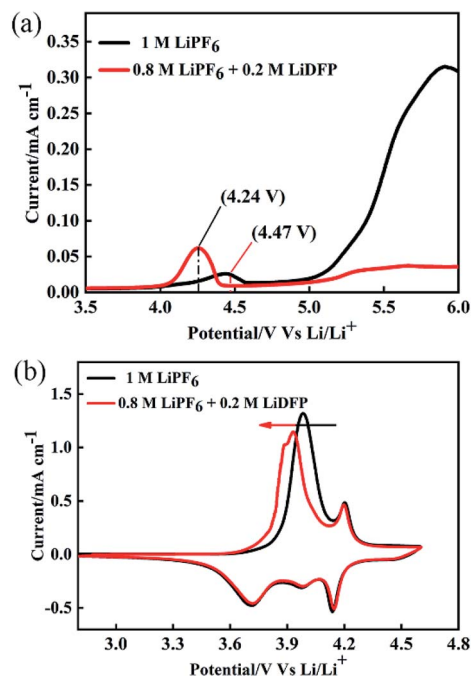 (a)
1 M LiPF6
0.8 M LiPF6 + 0.2 M LiDFP
(4.24 V)
(4.47 V)
0.35
0.30
0.25
0.20
0.15
0.10
0.05
0.00
Current/mA cm-1
3.5 4.0 4.5 5.0 5.5 6.0
Potential/V Vs Li/Li+
(b)
1 M LiPF6
0.8 M LiPF6 + 0.2 M LiDFP
1.5
1.0
0.5
0.0
-0.5
Current/mA cm-1
3.0 3.6 3.9 4.2 4.8
Potential/V Vs Li/Li+